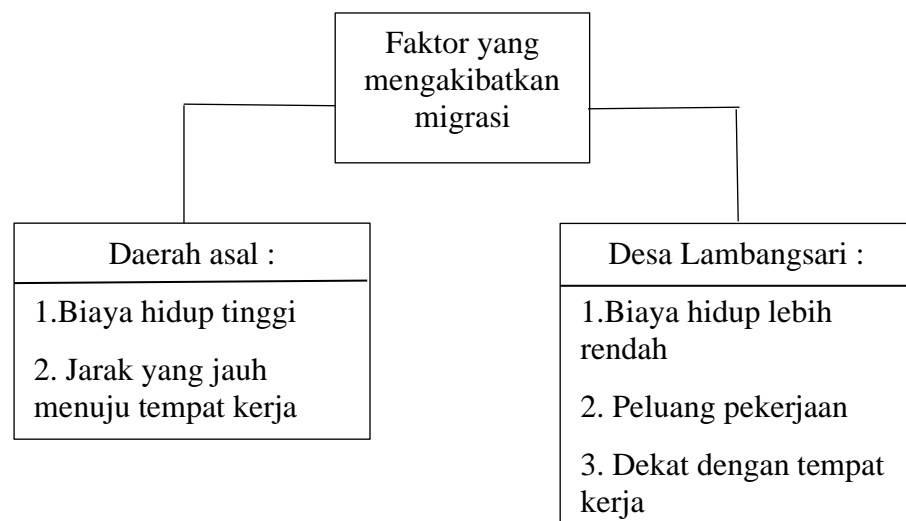 Faktor yang
mengakibatkan
migrasi
Daerah asal :
1.Biaya hidup tinggi
2. Jarak yang jauh
menuju tempat kerja
Desa Lambangsari :
1.Biaya hidup lebih
rendah
2. Peluang pekerjaan
3. Dekat dengan tempat
kerja